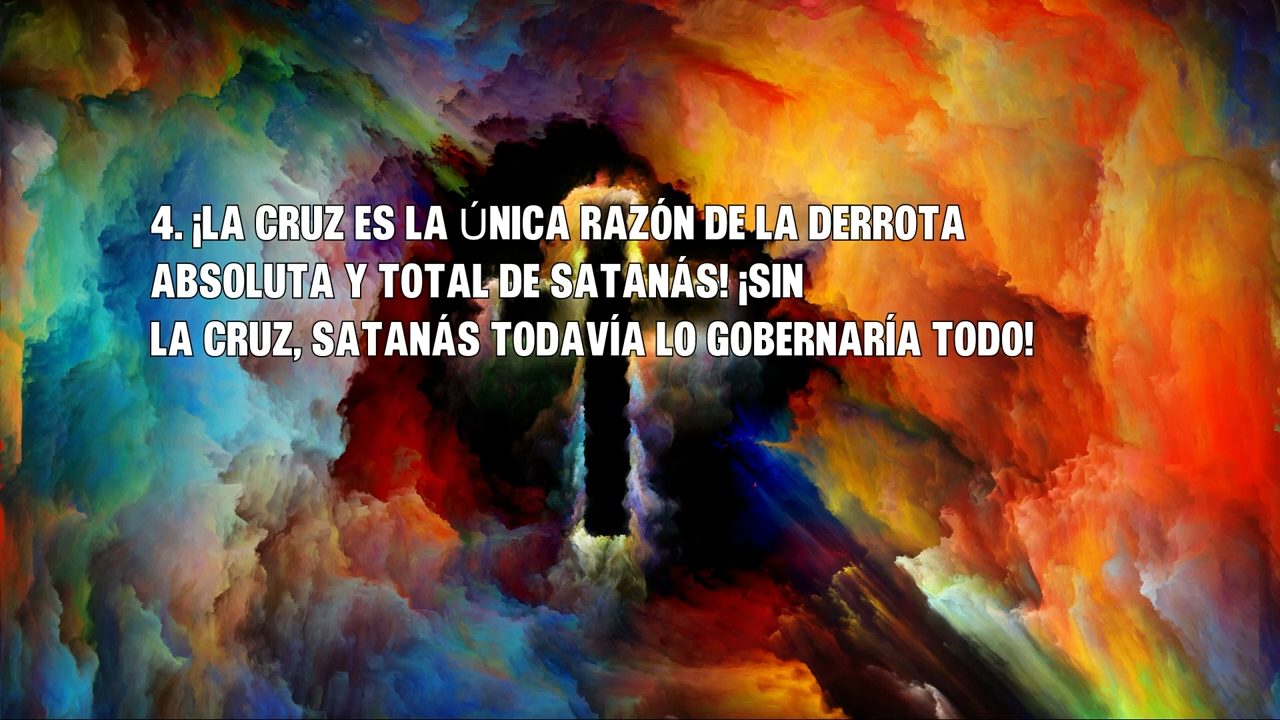 4. ¡LA CRUZ ES LA ÚNICA RAZÓN DE LA DERROTA
ABSOLUTA Y TOTAL DE SATANÁS! ¡SIN
LA CRUZ, SATANÁS TODAVÍA LO GOBERNARÍA TODO!